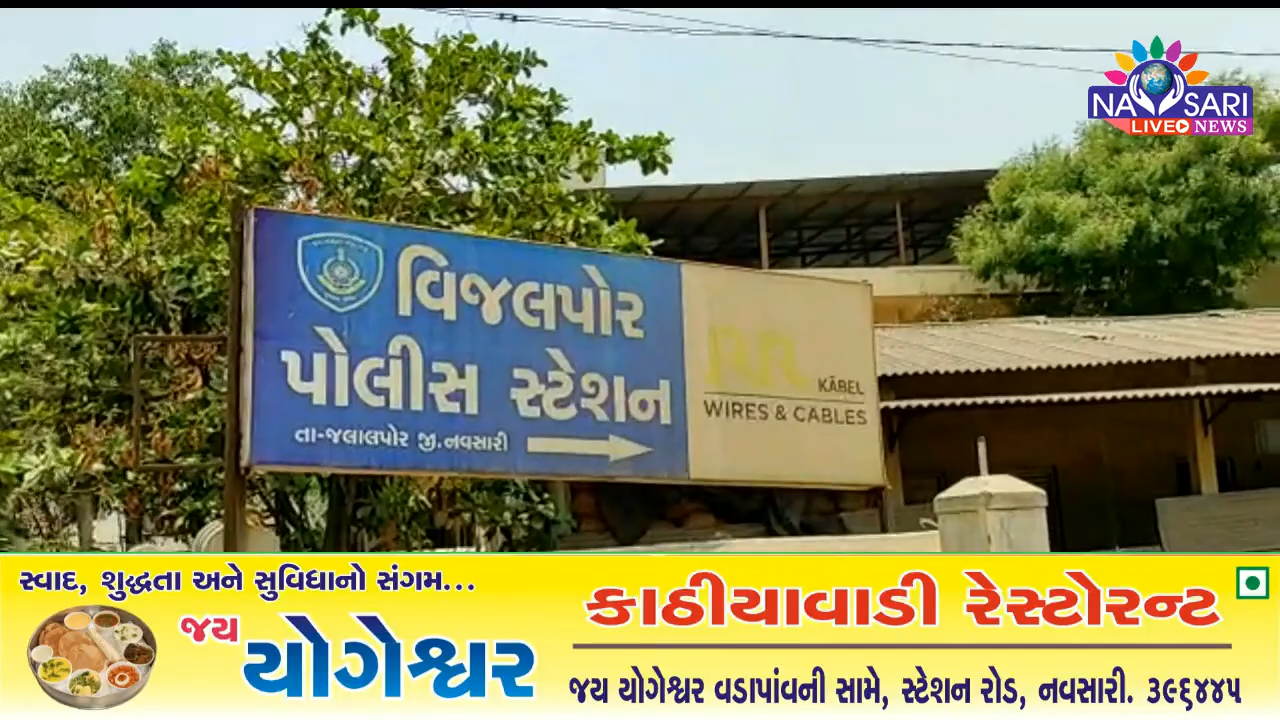 NAVSARI
LIVE NEWS
વિજલપોર
પોલીસ સ્ટેશન
તા-જલાલપોર જી.નવસારી
RR
KĀBEL
WIRES & CABLES
સ્વાદ, શુદ્ધતા અને સુવિધાનો સંગમ...
જય
યોગેશ્વર
કાઠીયાવાડી રેસ્ટોરન્ટ
જય યોગેશ્વર વડાપાંવની સામે, સ્ટેશન રોડ, નવસારી. ૩૯૬૪૪૫